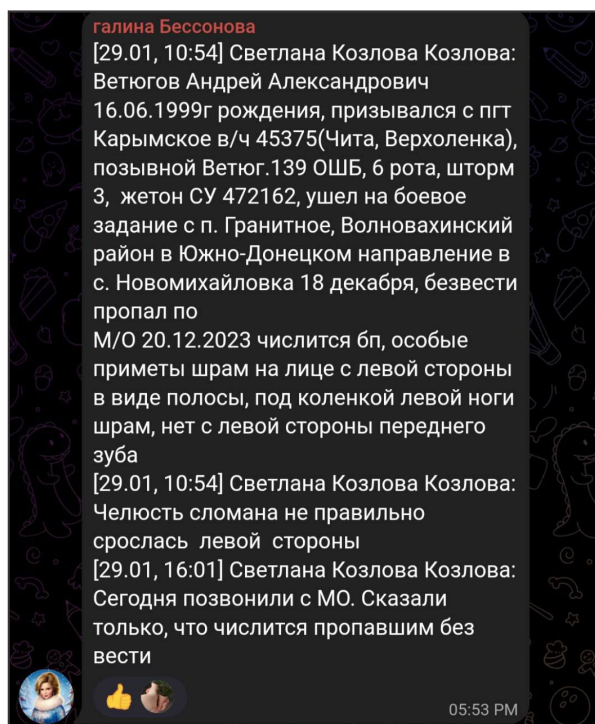 галина Бессонова
[29.01, 10:54] Светлана Козлова Козлова:
Ветюгов Андрей Александрович
16.06.1999г рождения, призывался с пгт
Карымское в/ч 45375(Чита, Верхоленка),
позывной Ветюг.139 ОШБ, 6 рота, шторм
3,  жетон СУ 472162, ушел на боевое
задание с п. Гранитное, Волновахинский
район в Южно-Донецком направление в
с. Новомихайловка 18 декабря, безвести
пропал по
М/О 20.12.2023 числится бп, особые
приметы шрам на лице с левой стороны
в виде полосы, под коленкой левой ноги
шрам, нет с левой стороны переднего
зуба
[29.01, 10:54] Светлана Козлова Козлова:
Челюсть сломана не правильно
срослась  левой  стороны
[29.01, 16:01] Светлана Козлова Козлова:
Сегодня позвонили с МО. Сказали
только, что числится пропавшим без
вести
05:53 PM